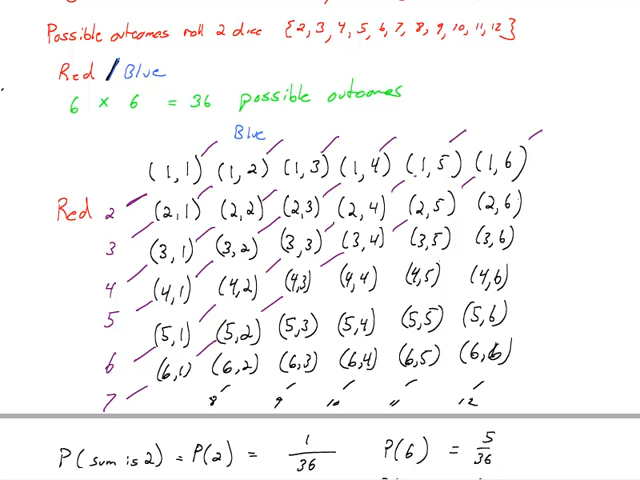 Possible outcomes roll 2 dice {2, 3, 4, 5, 6, 7, 8, 9, 10, 11, 12}
Red / Blue
6 × 6 = 36 possible outcomes
Blue
(1, 1) (1, 2) (1, 3) (1, 4) (1, 5) (1, 6)
Red 2 (2, 1) (2, 2) (2, 3) (2, 4) (2, 5) (2, 6)
3 (3, 1) (3, 2) (3, 3) (3, 4) (3, 5) (3, 6)
4 (4, 1) (4, 2) (4, 3) (4, 4) (4, 5) (4, 6)
5 (5, 1) (5, 2) (5, 3) (5, 4) (5, 5) (5, 6)
6 (6, 1) (6, 2) (6, 3) (6, 4) (6, 5) (6, 6)
7 8 9 10 11 12
P(sum is 2) = P(2) = 1/36 P(6) = 5/36